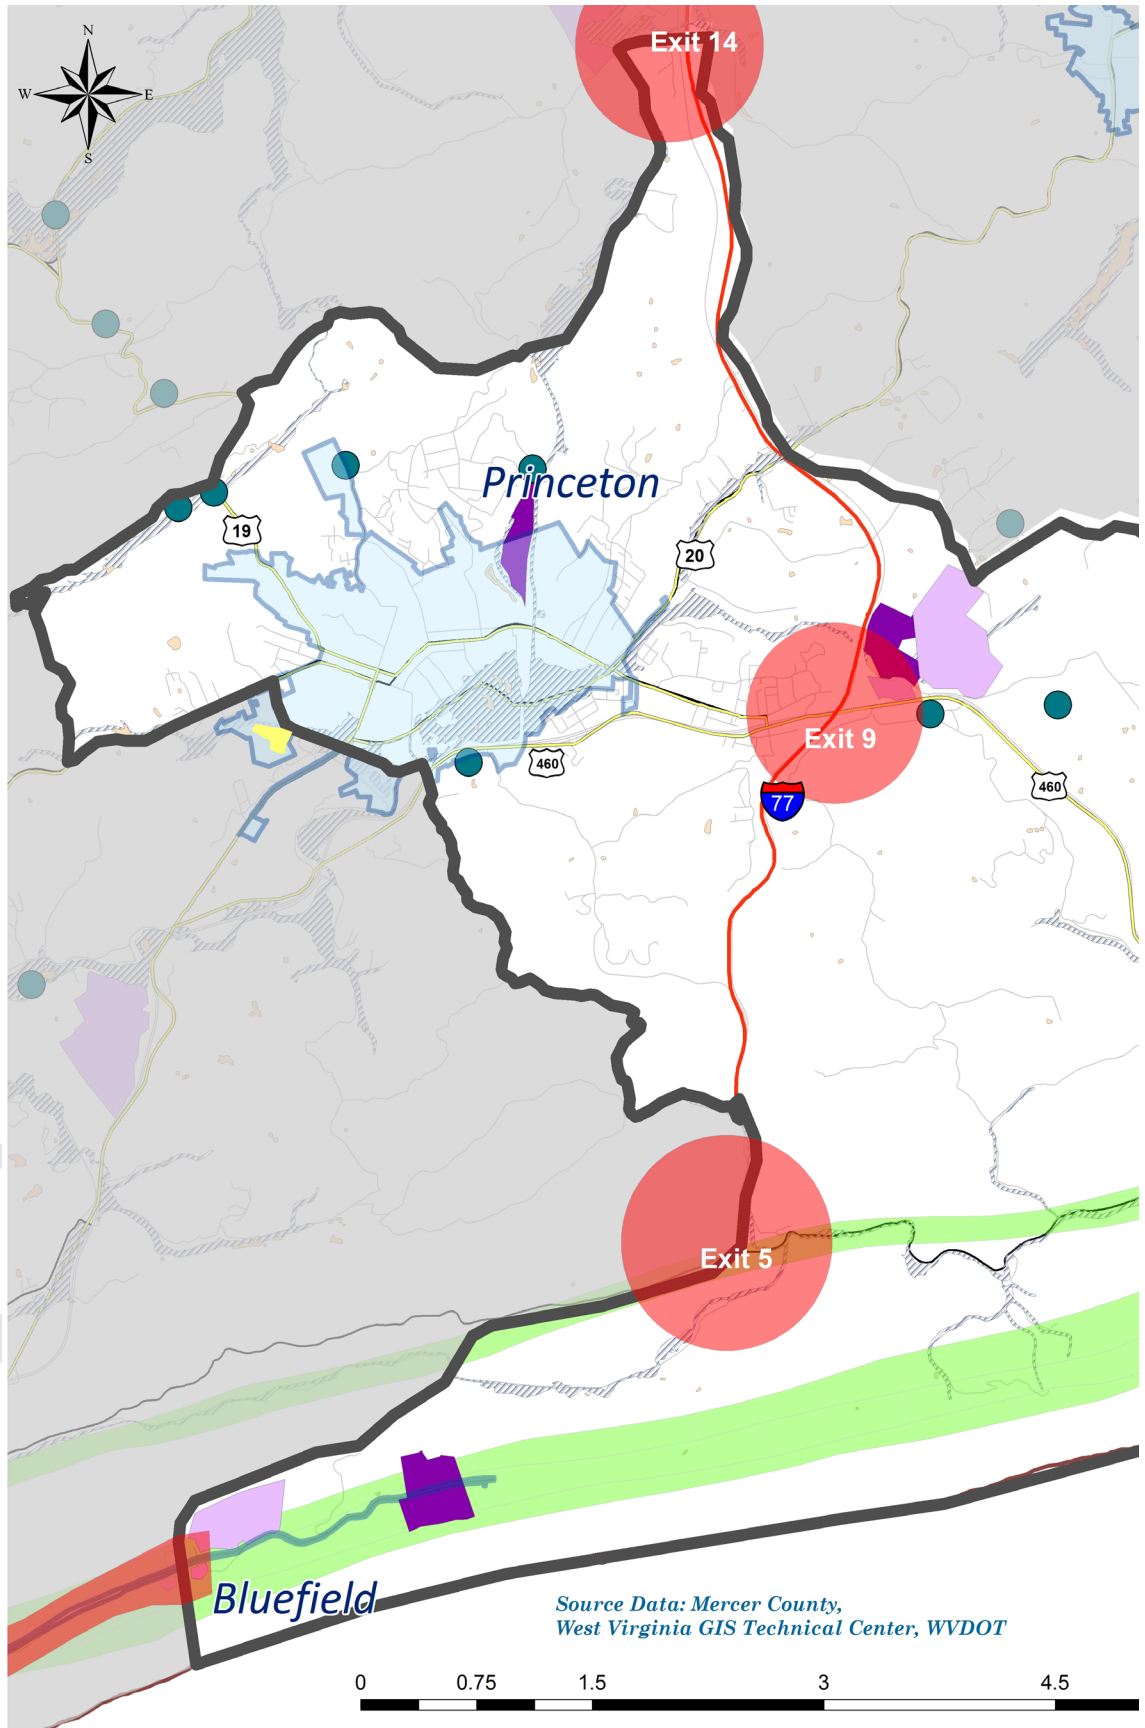 N
W E
S
Exit 14
Princeton
19
20
Exit 9
460
77
460
Exit 5
Bluefield
Source Data: Mercer County,
West Virginia GIS Technical Center, WVDOT
0 0.75 1.5 3 4.5